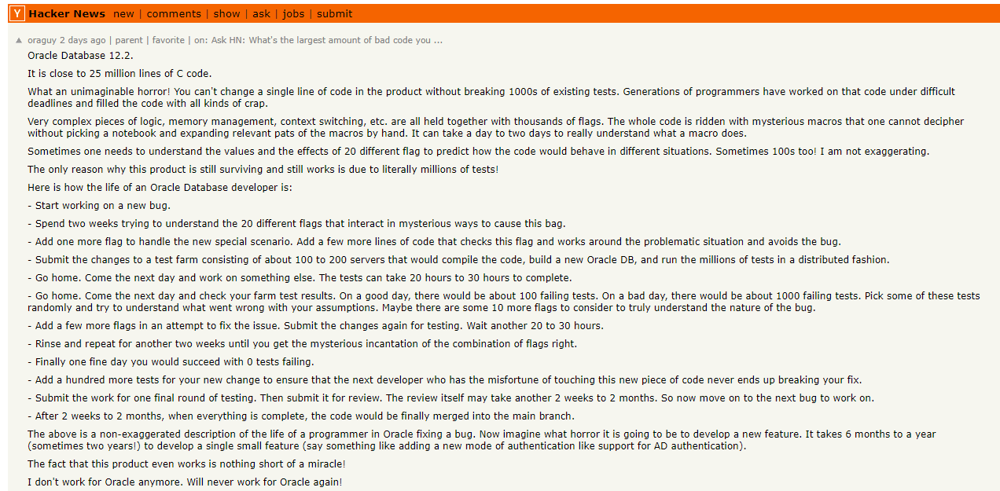 Y Hacker News new | comments | show | ask | jobs | submit
▲ oraguy 2 days ago | parent | favorite | on: Ask HN: What's the largest amount of bad code you ...
Oracle Database 12.2.
It is close to 25 million lines of C code.
What an unimaginable horror! You can't change a single line of code in the product without breaking 1000s of existing tests. Generations of programmers have worked on that code under difficult
deadlines and filled the code with all kinds of crap.
Very complex pieces of logic, memory management, context switching, etc. are all held together with thousands of flags. The whole code is ridden with mysterious macros that one cannot decipher
without picking a notebook and expanding relevant pats of the macros by hand. It can take a day to two days to really understand what a macro does.
Sometimes one needs to understand the values and the effects of 20 different flag to predict how the code would behave in different situations. Sometimes 100s too! I am not exaggerating.
The only reason why this product is still surviving and still works is due to literally millions of tests!
Here is how the life of an Oracle Database developer is:
- Start working on a new bug.
- Spend two weeks trying to understand the 20 different flags that interact in mysterious ways to cause this bag.
- Add one more flag to handle the new special scenario. Add a few more lines of code that checks this flag and works around the problematic situation and avoids the bug.
- Submit the changes to a test farm consisting of about 100 to 200 servers that would compile the code, build a new Oracle DB, and run the millions of tests in a distributed fashion.
- Go home. Come the next day and work on something else. The tests can take 20 hours to 30 hours to complete.
- Go home. Come the next day and check your farm test results. On a good day, there would be about 100 failing tests. On a bad day, there would be about 1000 failing tests. Pick some of these tests
randomly and try to understand what went wrong with your assumptions. Maybe there are some 10 more flags to consider to truly understand the nature of the bug.
- Add a few more flags in an attempt to fix the issue. Submit the changes again for testing. Wait another 20 to 30 hours.
- Rinse and repeat for another two weeks until you get the mysterious incantation of the combination of flags right.
- Finally one fine day you would succeed with 0 tests failing.
- Add a hundred more tests for your new change to ensure that the next developer who has the misfortune of touching this new piece of code never ends up breaking your fix.
- Submit the work for one final round of testing. Then submit it for review. The review itself may take another 2 weeks to 2 months. So now move on to the next bug to work on.
- After 2 weeks to 2 months, when everything is complete, the code would be finally merged into the main branch.
The above is a non-exaggerated description of the life of a programmer in Oracle fixing a bug. Now imagine what horror it is going to be to develop a new feature. It takes 6 months to a year
(sometimes two years!) to develop a single small feature (say something like adding a new mode of authentication like support for AD authentication).
The fact that this product even works is nothing short of a miracle!
I don't work for Oracle anymore. Will never work for Oracle again!